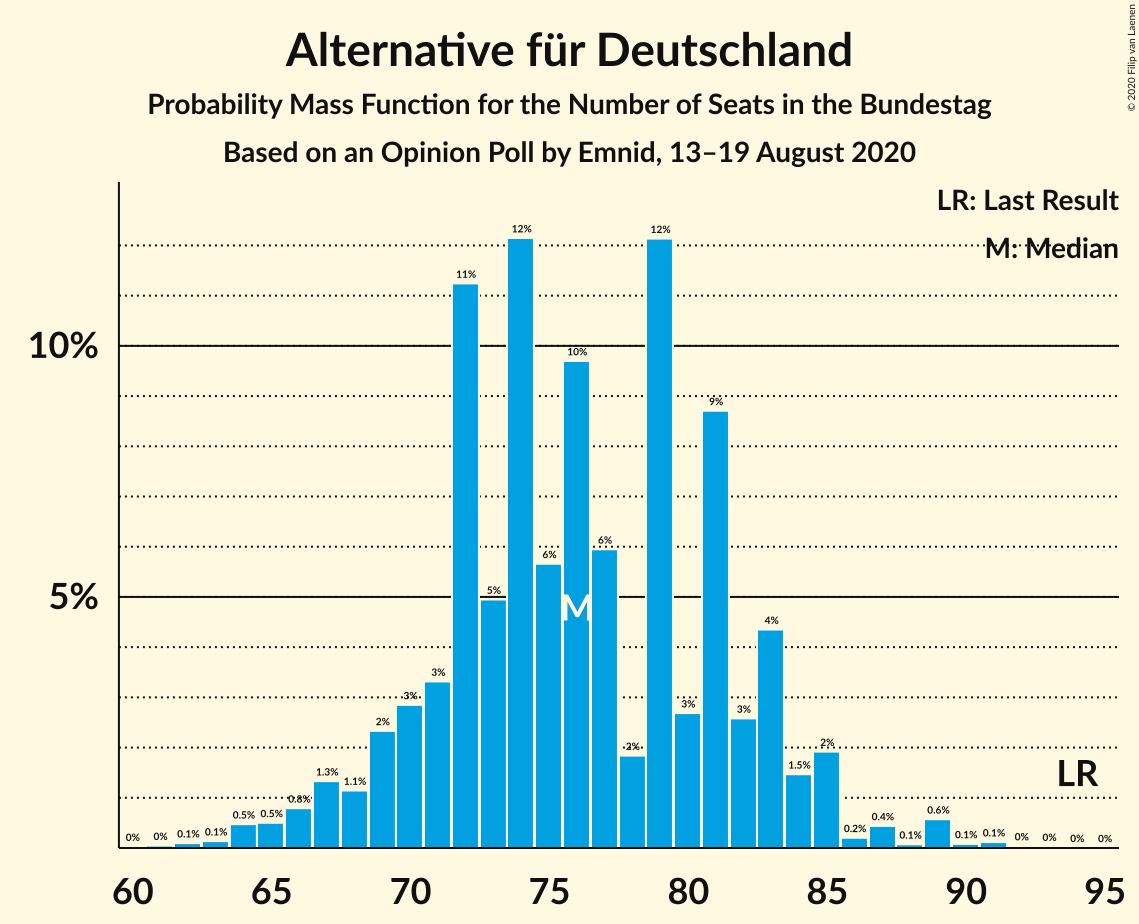 Alternative für Deutschland
Probability Mass Function for the Number of Seats in the Bundestag
Based on an Opinion Poll by Emnid, 13–19 August 2020
© 2020 Filip van Laenen
LR: Last Result
M: Median
10%
5%
0% 0% 0.1% 0.1% 0.5% 0.5% 0.8% 1.3% 1.1% 2% 3% 3% 11% 5% 12% 6% 10% 6% 2% 12% 3% 9% 3% 4% 1.5% 2% 0.2% 0.4% 0.1% 0.6% 0.1% 0.1% 0% 0% 0% 0%
M
LR
60 65 70 75 80 85 90 95